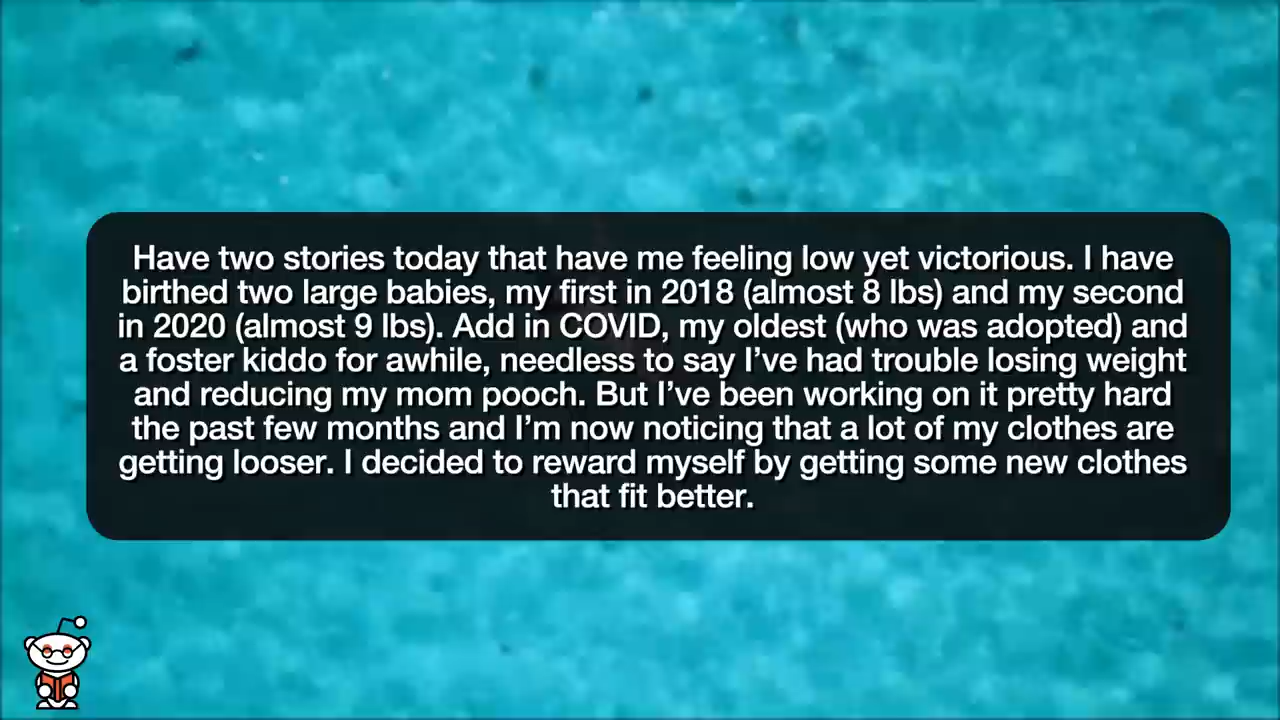 Have two stories today that have me feeling low yet victorious. I have
birthed two large babies, my first in 2018 (almost 8 lbs) and my second
in 2020 (almost 9 lbs). Add in COVID, my oldest (who was adopted) and
a foster kiddo for awhile, needless to say I’ve had trouble losing weight
and reducing my mom pooch. But I’ve been working on it pretty hard
the past few months and I’m now noticing that a lot of my clothes are
getting looser. I decided to reward myself by getting some new clothes
that fit better.